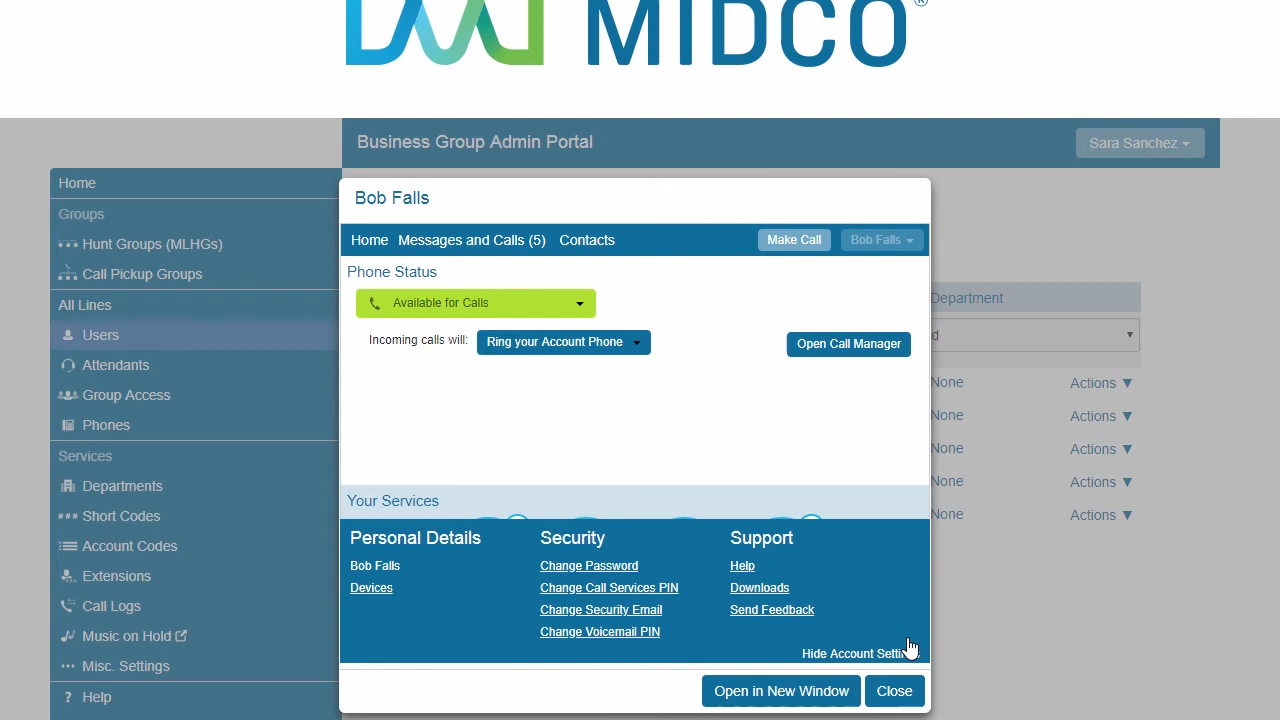 MIDCO®
Business Group Admin Portal
Sara Sanchez
Home
Groups
Hunt Groups (MLHGs)
Call Pickup Groups
All Lines
Users
Attendants
Group Access
Phones
Services
Departments
### Short Codes
Account Codes
Extensions
Call Logs
Music on Hold
Misc. Settings
? Help
Bob Falls
Home Messages and Calls (5) Contacts Make Call Bob Falls
Phone Status
Available for Calls
Incoming calls will: Ring your Account Phone Open Call Manager
Your Services
Personal Details
Bob Falls
Devices
Security
Change Password
Change Call Services PIN
Change Security Email
Change Voicemail PIN
Support
Help
Downloads
Send Feedback
Hide Account
Open in New Window Close
Department
d
None Actions ▼
None Actions ▼
None Actions ▼
None Actions ▼
None Actions ▼